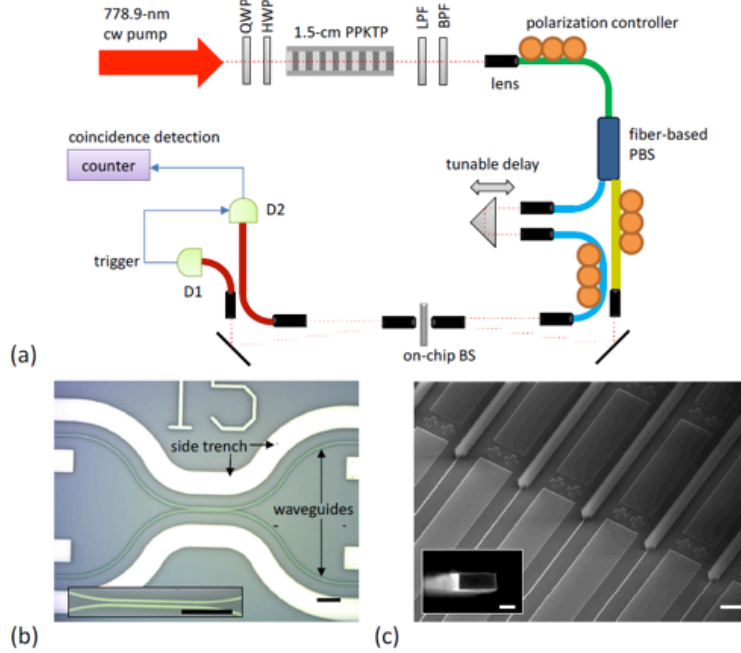 778.9-nm
cw pump
QWP
HWP
1.5-cm PPKTP
LPF
BPF
polarization controller
lens
fiber-based
PBS
tunable delay
coincidence detection
counter
D2
trigger
D1
on-chip BS
(a)
15
side trench
waveguides
(b)
(c)